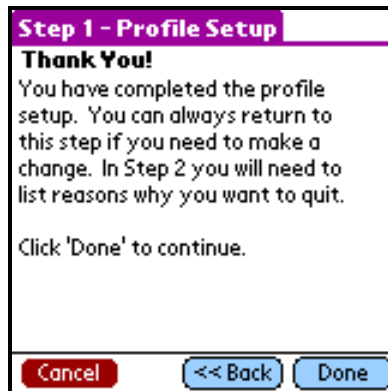 Step 1 - Profile Setup
Thank You!
You have completed the profile
setup. You can always return to
this step if you need to make a
change. In Step 2 you will need to
list reasons why you want to quit.
Click 'Done' to continue.
Cancel << Back Done